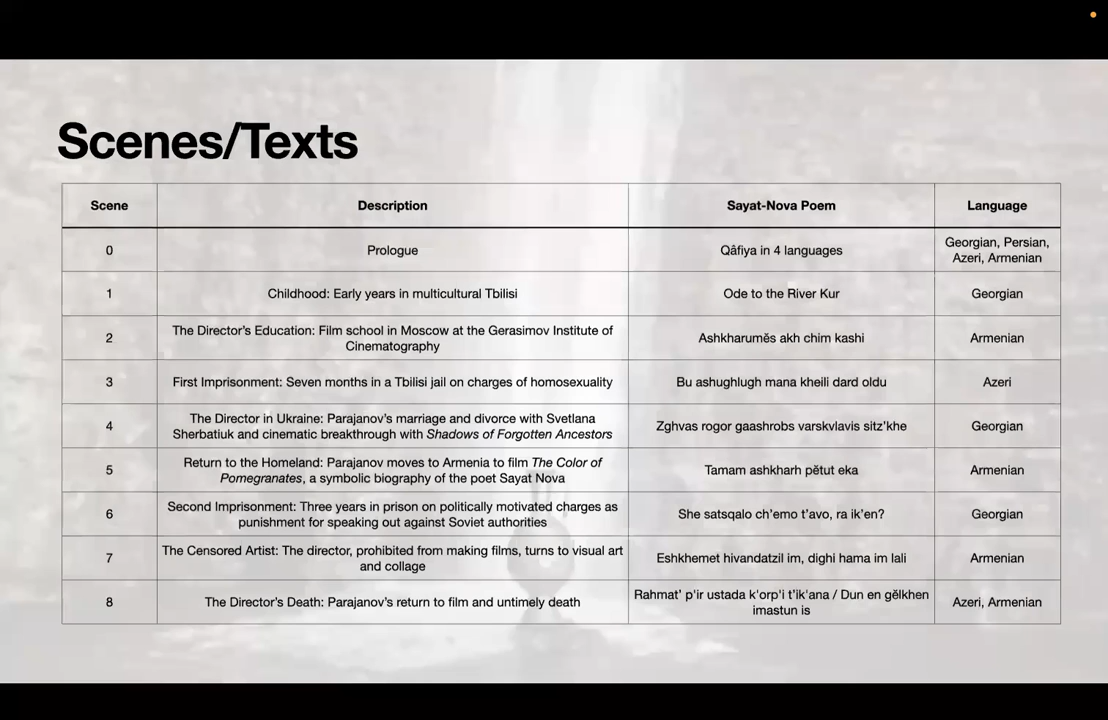 Scenes/Texts
Scene Description Sayat-Nova Poem Language
0 Prologue Qâfiya in 4 languages Georgian, Persian,
Azeri, Armenian
1 Childhood: Early years in multicultural Tbilisi Ode to the River Kur Georgian
2 The Director's Education: Film school in Moscow at the Gerasimov Institute of
Cinematography Ashkharumĕs akh chim kashi Armenian
3 First Imprisonment: Seven months in a Tbilisi jail on charges of homosexuality Bu ashughlugh mana kheili dard oldu Azeri
4 The Director in Ukraine: Parajanov's marriage and divorce with Svetlana
Sherbatiuk and cinematic breakthrough with Shadows of Forgotten Ancestors Zghvas rogor gaashrobs varskvlavis sitz'khe Georgian
5 Return to the Homeland: Parajanov moves to Armenia to film The Color of
Pomegranates, a symbolic biography of the poet Sayat Nova Tamam ashkharh pĕtut eka Armenian
6 Second Imprisonment: Three years in prison on politically motivated charges as
punishment for speaking out against Soviet authorities She satsqalo ch'emo t'avo, ra ik'en? Georgian
7 The Censored Artist: The director, prohibited from making films, turns to visual art
and collage Eshkhemet hivandatzil im, dighi hama im lali Armenian
8 The Director's Death: Parajanov's return to film and untimely death Rahmat' p'ir ustada k'orp'i t'ik'ana / Dun en gĕlkhen
imastun is Azeri, Armenian